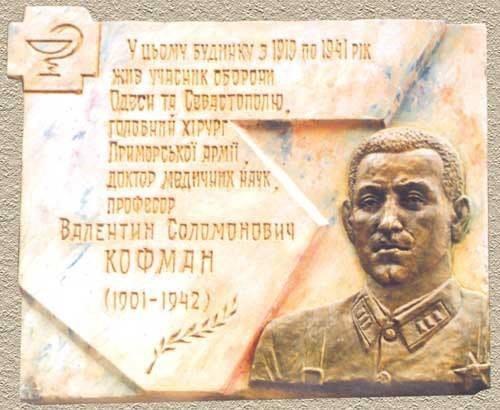 У цьому будинку з 1910 по 1941 рік
жив учасник оборони
Одеси та Севастополю,
головний хірург
Приморської армії,
доктор медичних наук,
професор
Валентин Соломонович
КОФМАН
(1901-1942)